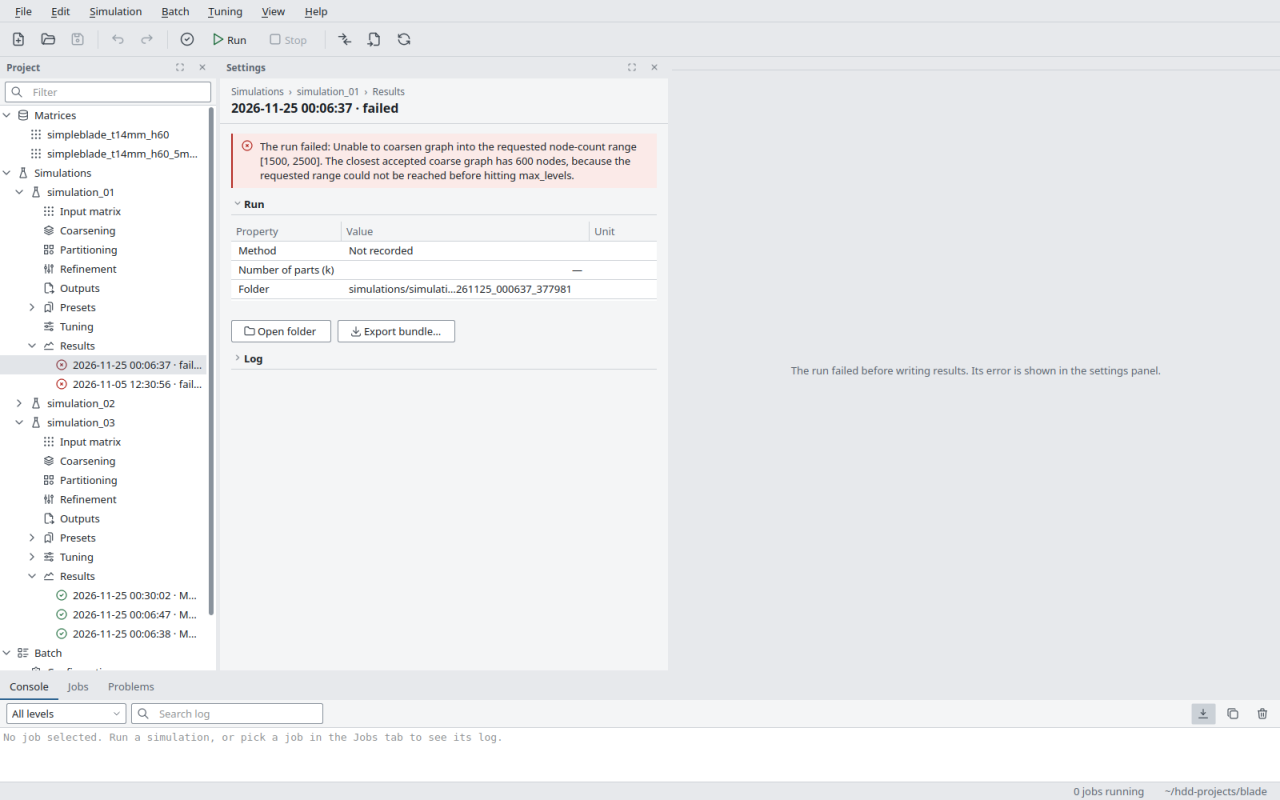 File Edit Simulation Batch Tuning View Help
Run Stop
Project
Filter
Matrices
simpleblade_t14mm_h60
simpleblade_t14mm_h60_5m...
Simulations
simulation_01
Input matrix
Coarsening
Partitioning
Refinement
Outputs
Presets
Tuning
Results
2026-11-25 00:06:37 · fail...
2026-11-05 12:30:56 · fail...
simulation_02
simulation_03
Input matrix
Coarsening
Partitioning
Refinement
Outputs
Presets
Tuning
Results
2026-11-25 00:30:02 · M...
2026-11-25 00:06:47 · M...
2026-11-25 00:06:38 · M...
Batch
Settings
Simulations › simulation_01 › Results
2026-11-25 00:06:37 · failed
The run failed: Unable to coarsen graph into the requested node-count range
[1500, 2500]. The closest accepted coarse graph has 600 nodes, because the
requested range could not be reached before hitting max_levels.
Run
Property Value Unit
Method Not recorded
Number of parts (k) —
Folder simulations/simulati...261125_000637_377981
Open folder Export bundle...
Log
The run failed before writing results. Its error is shown in the settings panel.
Console Jobs Problems
All levels Search log
No job selected. Run a simulation, or pick a job in the Jobs tab to see its log.
0 jobs running ~/hdd-projects/blade